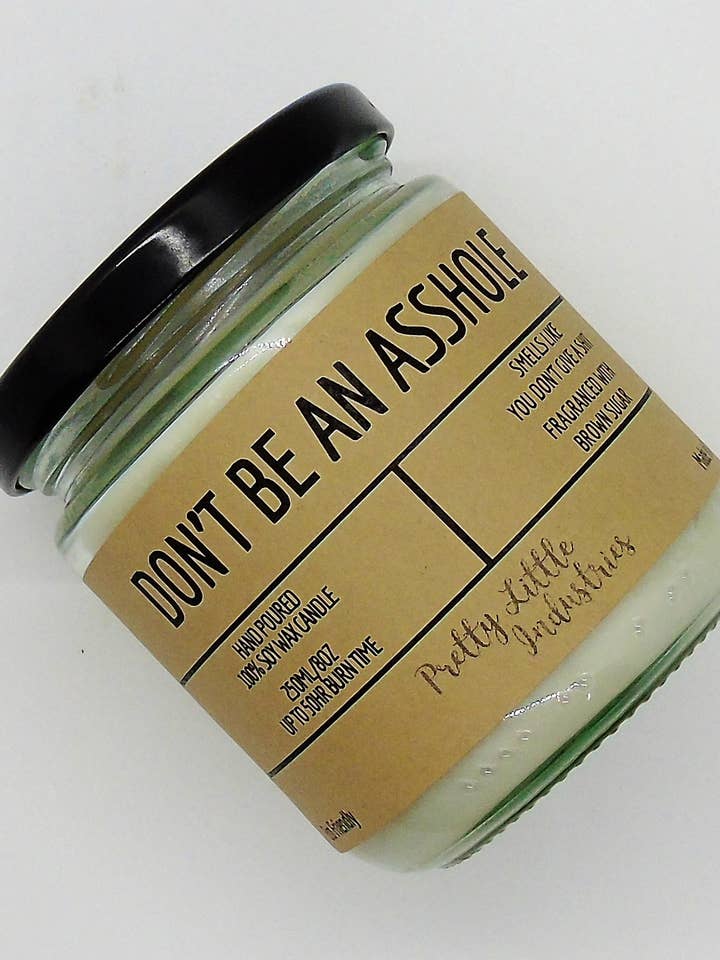 DON'T BE AN ASSHOLE
HAND POURED
100% SOY WAX CANDLE
250ML/8OZ
UP TO 50HR BURN TIME
SMELLS LIKE
YOU DON'T GIVE A SHIT
FRAGRANCED WITH
BROWN SUGAR
Pretty Little
Industries
friendly